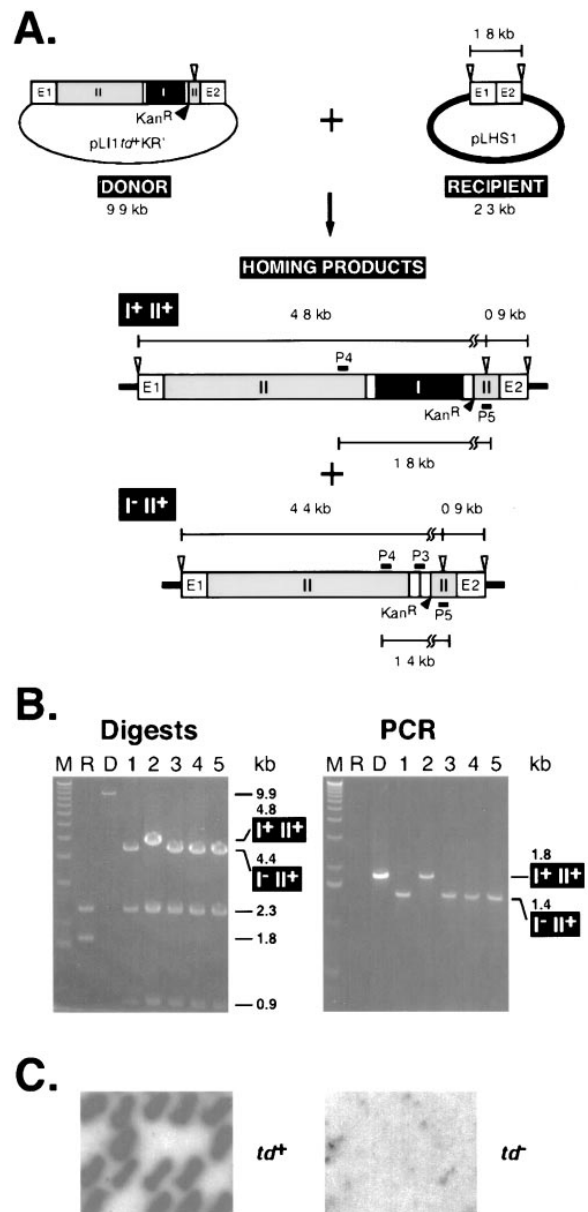 A.
1 8 kb
E1 II I II E2
E1 E2
KanR
pLI1td+KR'
+
pLHS1
DONOR
RECIPIENT
9 9 kb
2 3 kb
HOMING PRODUCTS
I+ II+
4 8 kb 0 9 kb
P4
E1 II I II E2
KanR
P5
1 8 kb
+
I- II+
4 4 kb 0 9 kb
P4 P3
E1 II II E2
KanR
P5
1 4 kb
B.
Digests PCR
M R D 1 2 3 4 5 kb
M R D 1 2 3 4 5 kb
9.9
4.8
I+ II+
4.4
I- II+
2.3
1.8
0.9
1.8
I+ II+
1.4
I- II+
C.
td+
td-